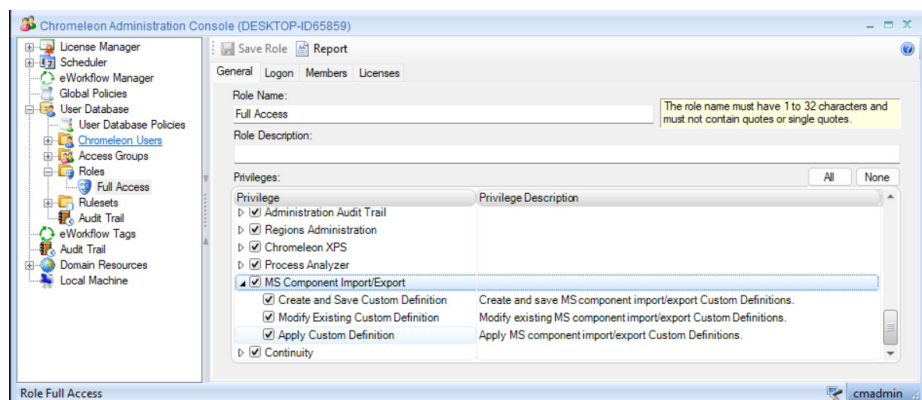 Chromeleon Administration Console (DESKTOP-ID65859)
License Manager
Scheduler
eWorkflow Manager
Global Policies
User Database
User Database Policies
Chromeleon Users
Access Groups
Roles
Full Access
Rulesets
Audit Trail
eWorkflow Tags
Audit Trail
Domain Resources
Local Machine
Save Role Report
General Logon Members Licenses
Role Name:
Full Access
The role name must have 1 to 32 characters and
must not contain quotes or single quotes.
Role Description:
Privileges:
All None
Privilege Privilege Description
Administration Audit Trail
Regions Administration
Chromeleon XPS
Process Analyzer
MS Component Import/Export
Create and Save Custom Definition Create and save MS component import/export Custom Definitions.
Modify Existing Custom Definition Modify existing MS component import/export Custom Definitions.
Apply Custom Definition Apply MS component import/export Custom Definitions.
Continuity
Role Full Access cmadmin